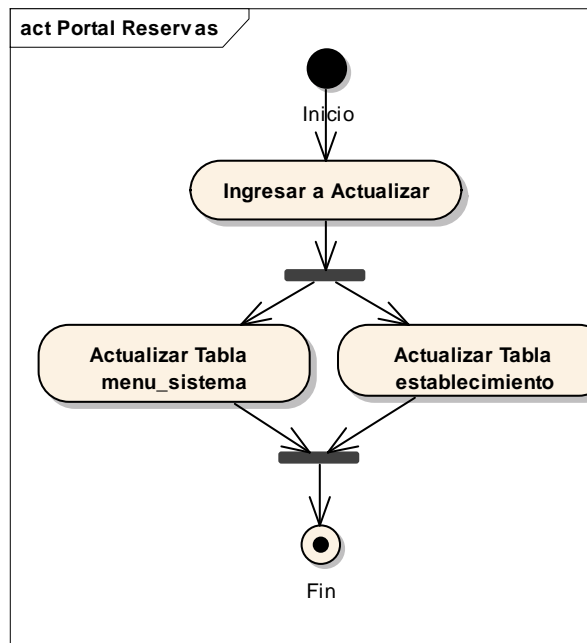 act Portal Reservas
Inicio
Ingresar a Actualizar
Actualizar Tabla
menu_sistema
Actualizar Tabla
establecimiento
Fin